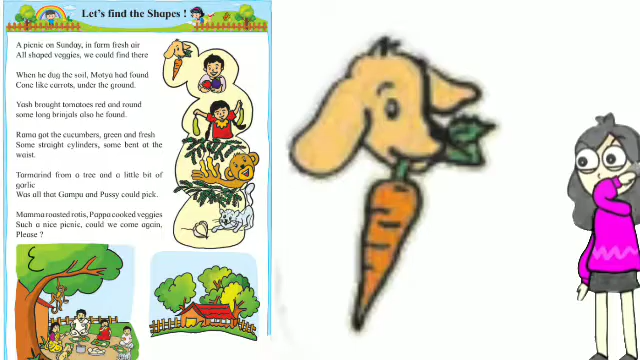 Let's find the Shapes !
A picnic on Sunday, in farm fresh air
All shaped veggies, we could find there
When he dug the soil, Motya had found
Cone like carrots, under the ground.
Yash brought tomatoes red and round
some long brinjals also he found.
Rama got the cucumbers, green and fresh
Some straight cylinders, some bent at the
waist.
Tarmarind from a tree and a little bit of
garlic
Was all that Gampu and Pussy could pick.
Mamma roasted rotis, Pappa cooked veggies
Such a nice picnic, could we come again,
Please ?